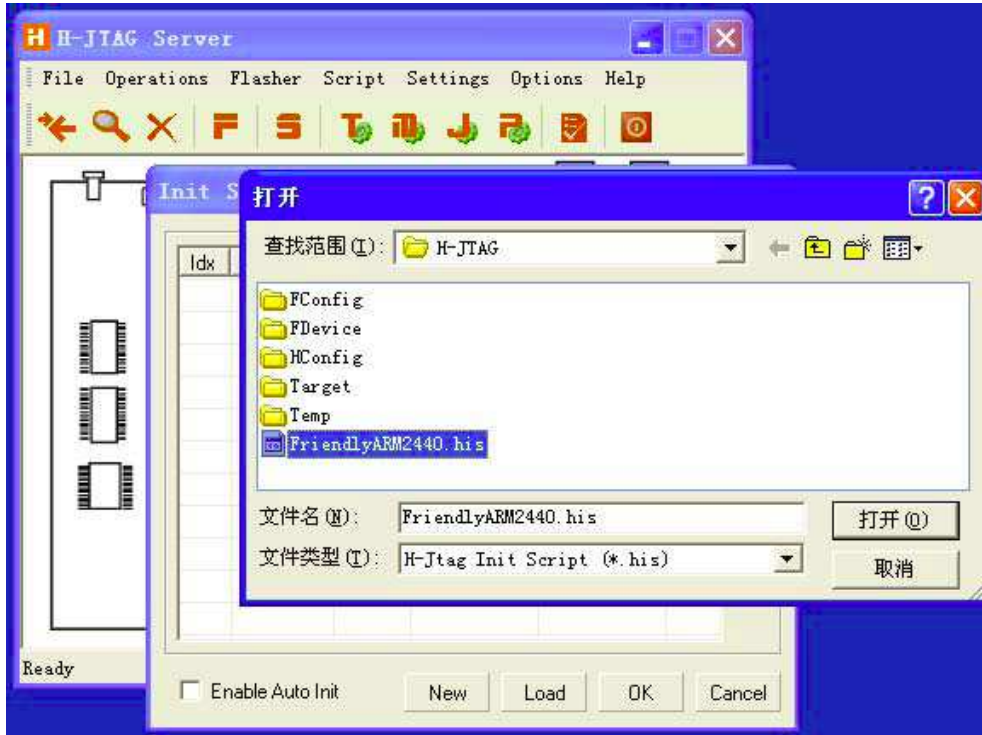 H H-JTAG Server
File Operations Flasher Script Settings Options Help
Init S
打开
查找范围(I): H-JTAG
Idx
FConfig
FDevice
HConfig
Target
Temp
FriendlyARM2440.his
文件名(N): FriendlyARM2440.his 打开(O)
文件类型(T): H-Jtag Init Script (*.his) 取消
Ready
Enable Auto Init New Load OK Cancel